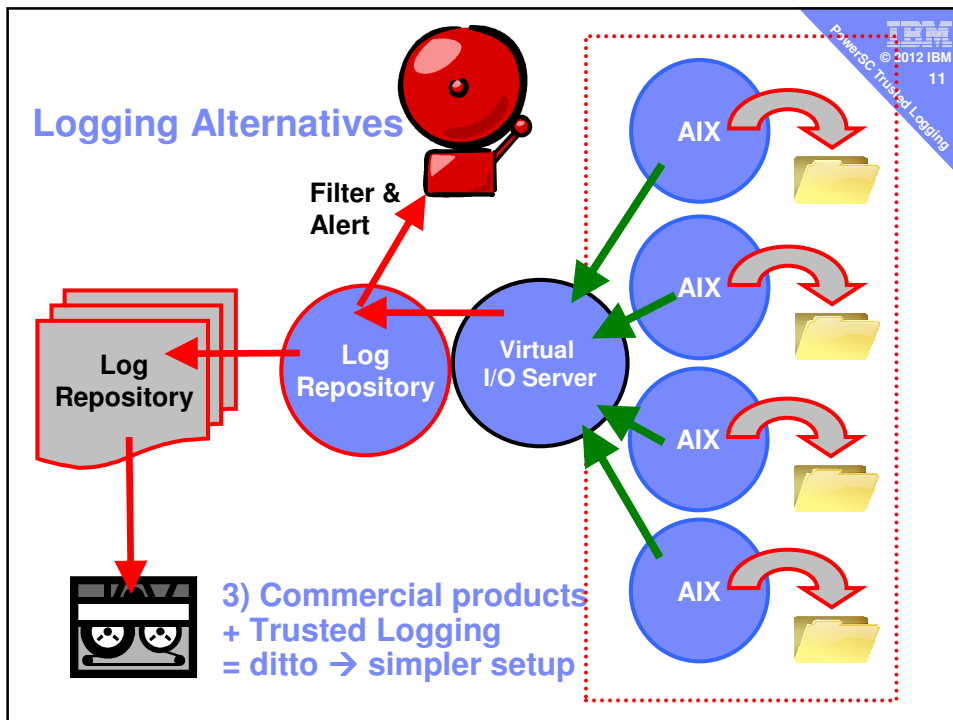 IBM
© 2012 IBM
11
PowerSC Trusted Logging
Logging Alternatives
Filter &
Alert
AIX
AIX
AIX
AIX
Virtual
I/O Server
Log
Repository
Log
Repository
3) Commercial products
+ Trusted Logging
= ditto → simpler setup